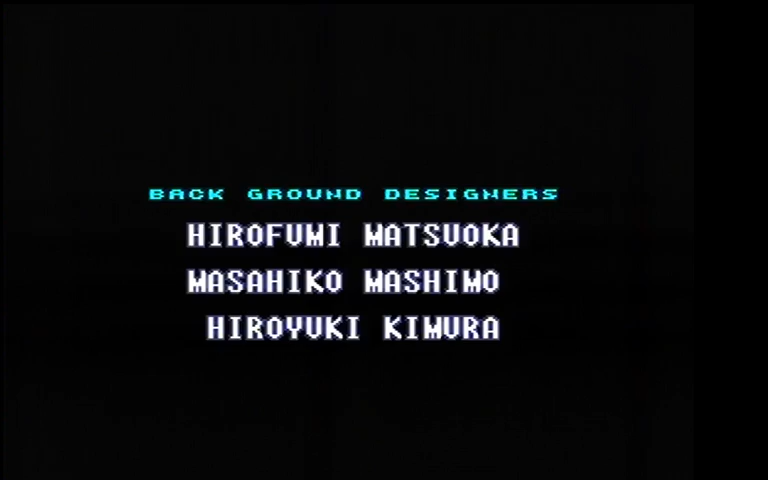 BACK GROUND DESIGNERS
HIROFUMI MATSUOKA
MASAHIKO MASHIMO
HIROYUKI KIMURA